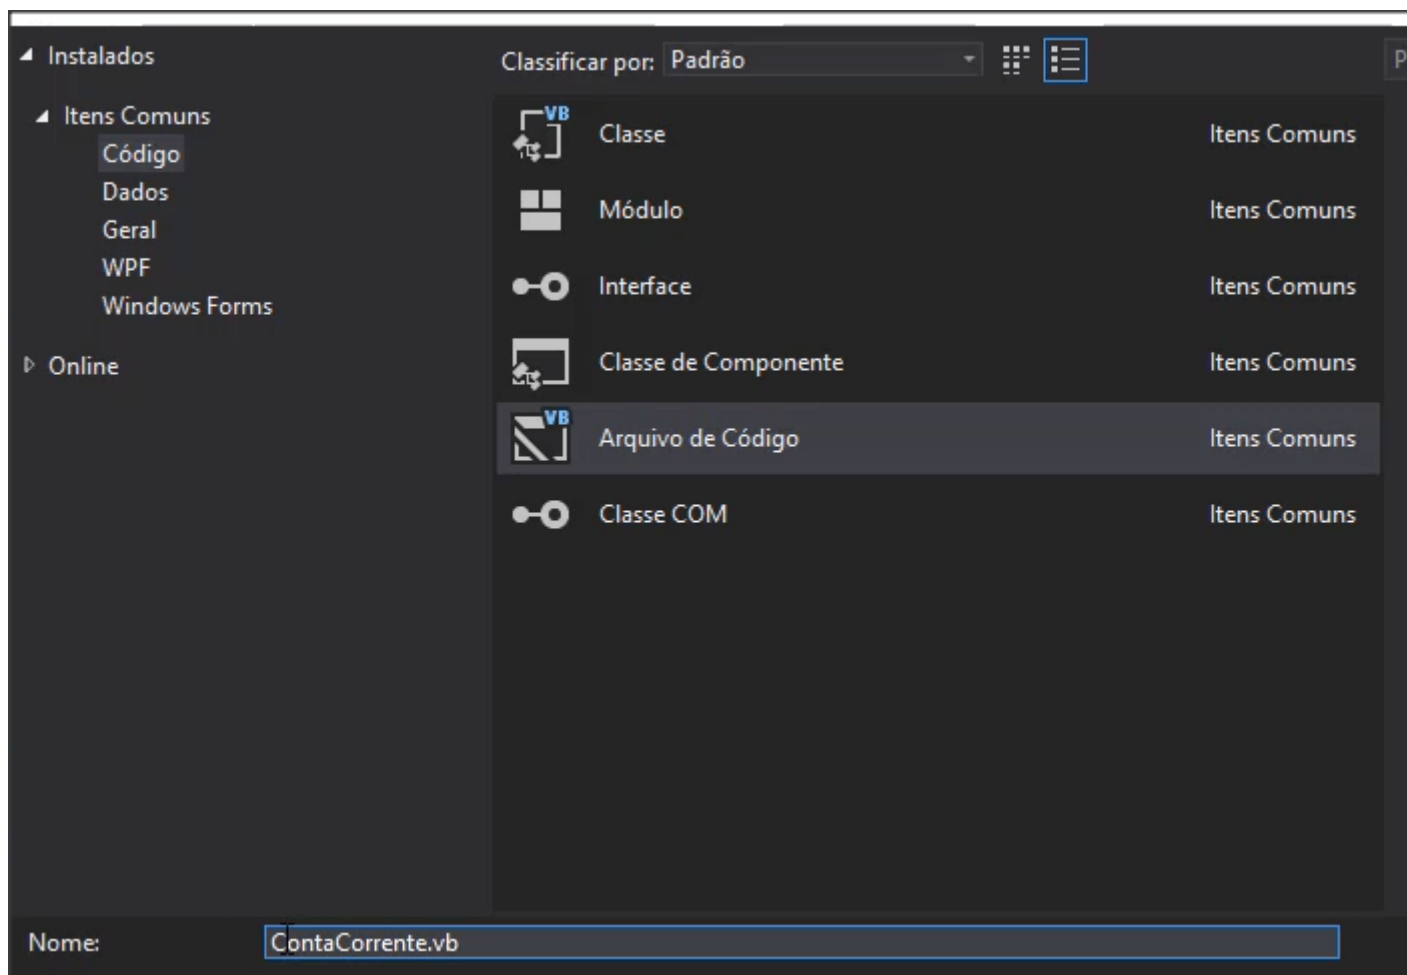 Instalados
Itens Comuns
Código
Dados
Geral
WPF
Windows Forms
Online
Classificar por: Padrão
VB Classe Itens Comuns
Módulo Itens Comuns
Interface Itens Comuns
Classe de Componente Itens Comuns
VB Arquivo de Código Itens Comuns
Classe COM Itens Comuns
Nome: ContaCorrente.vb